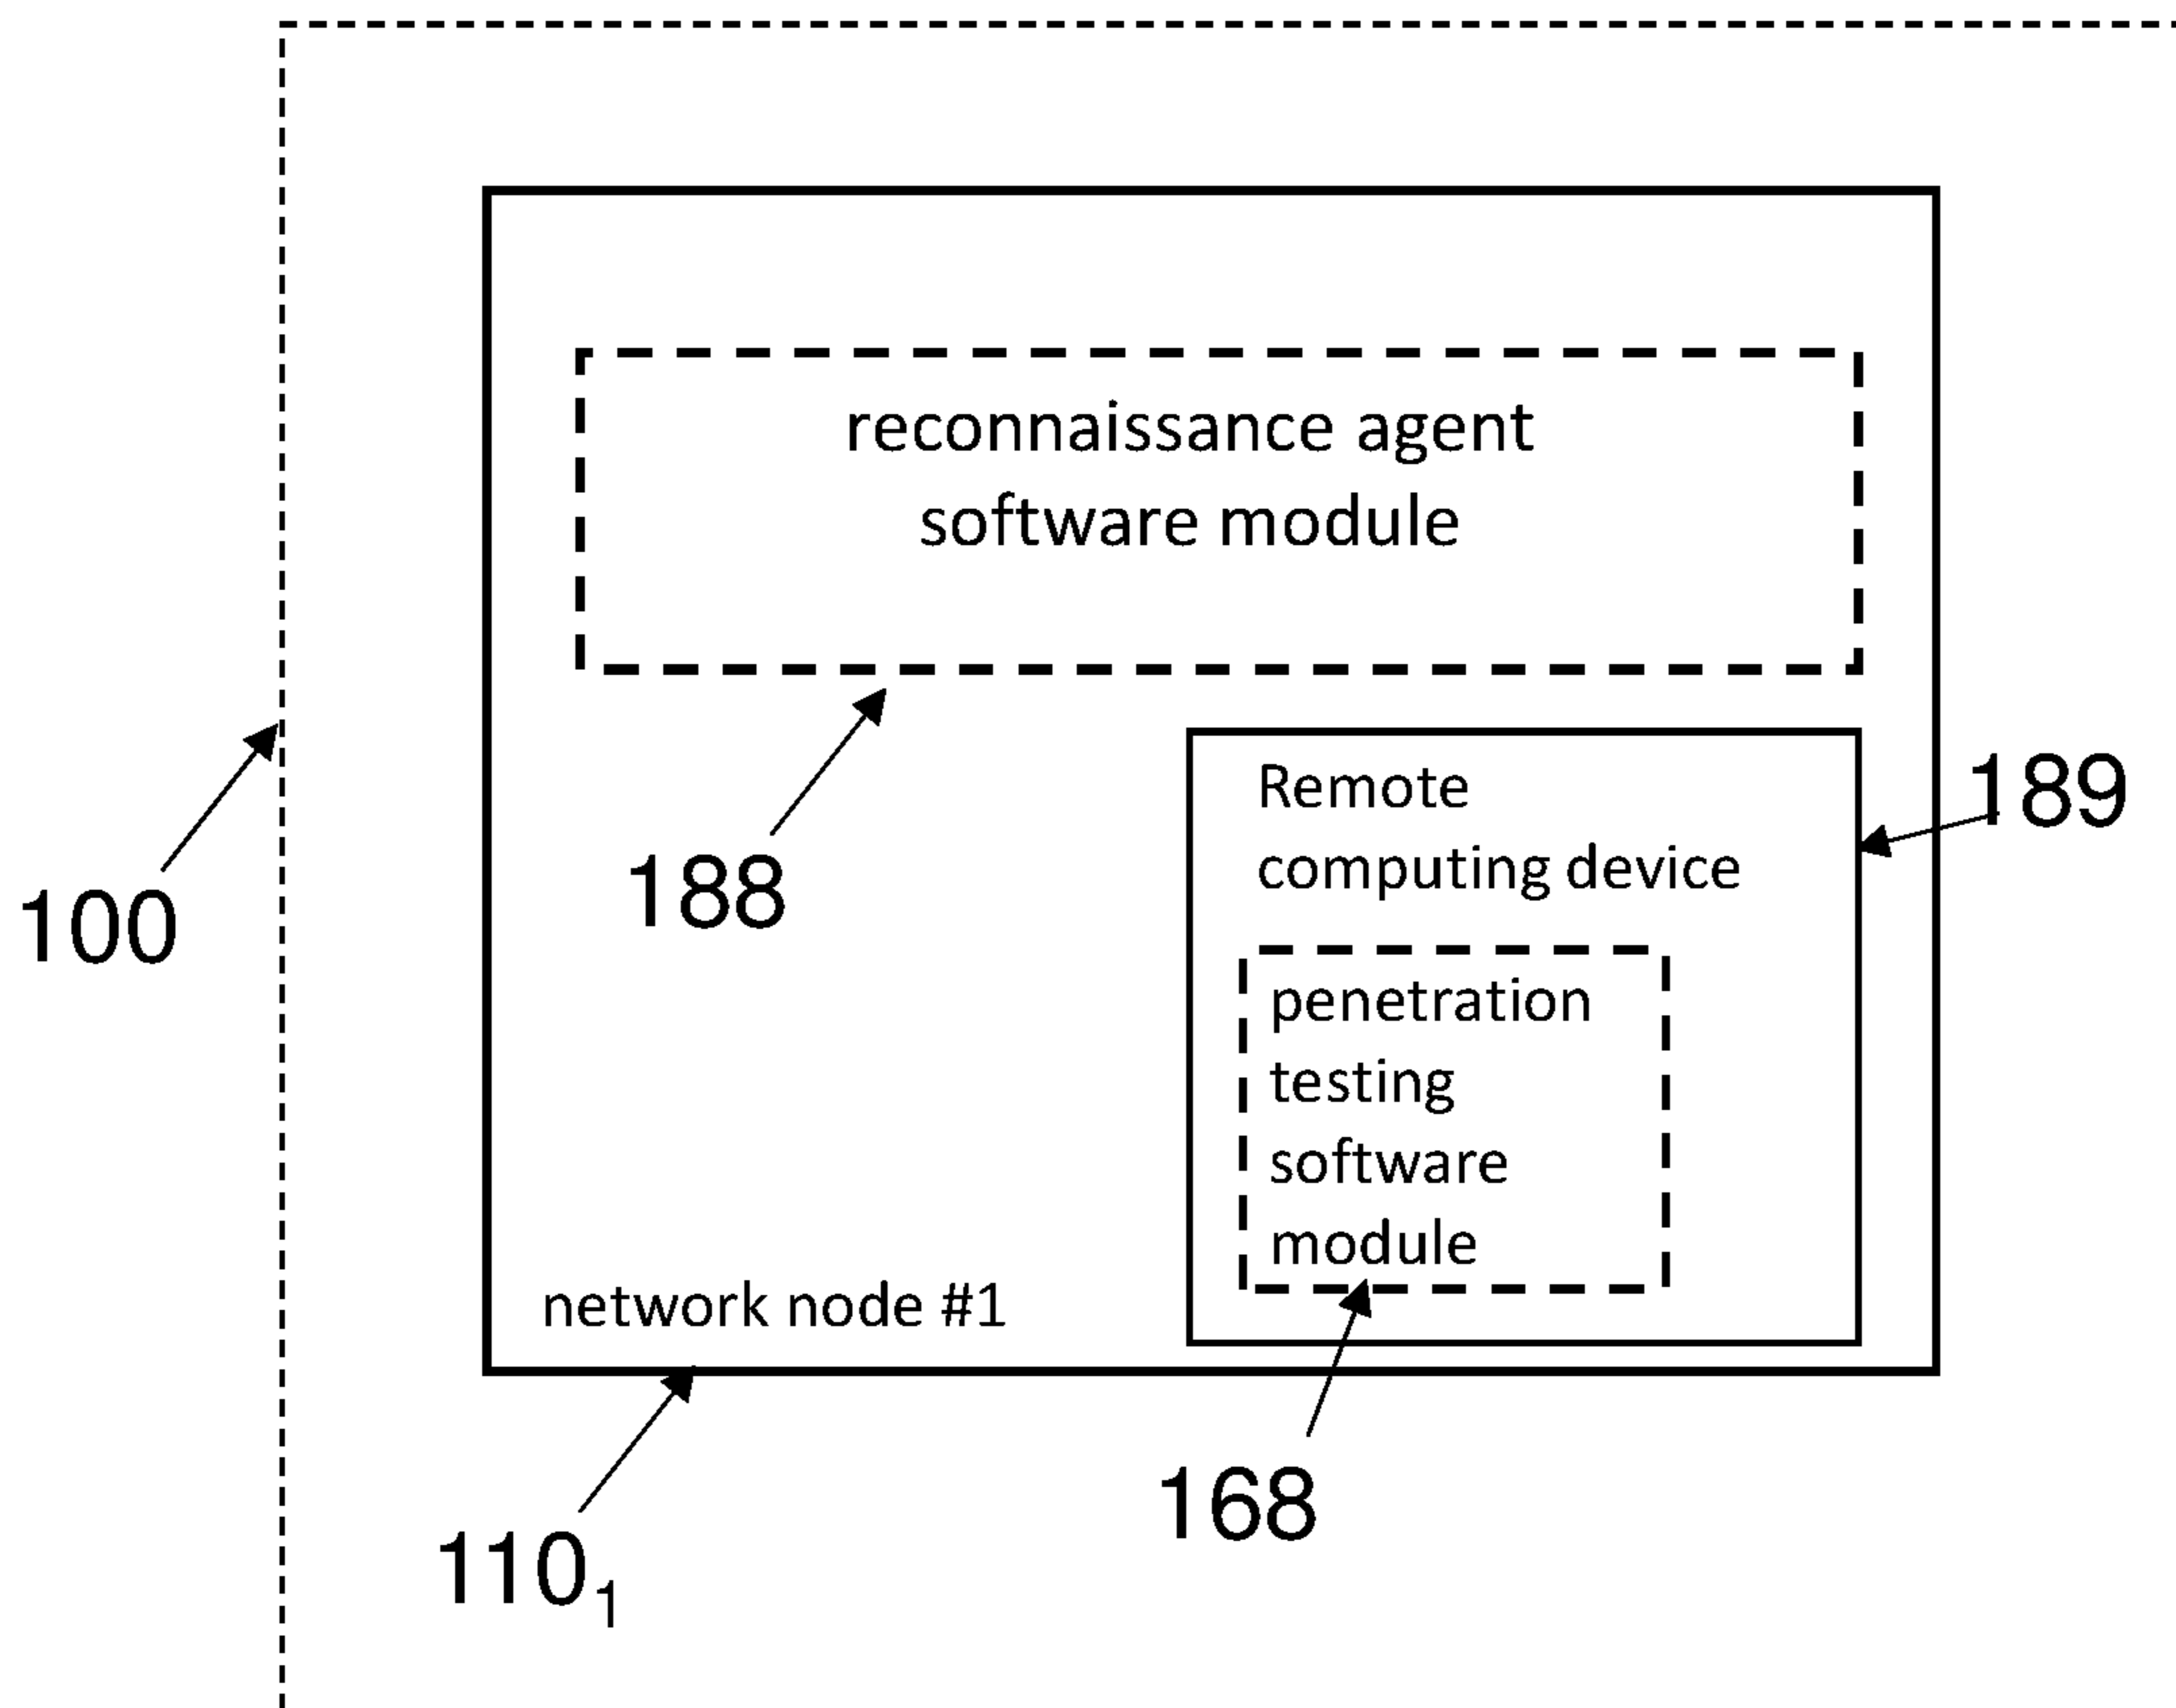 reconnaissance agent
software module
Remote
computing device
189
188
100
penetration
testing
software
module
network node #1
168
110₁